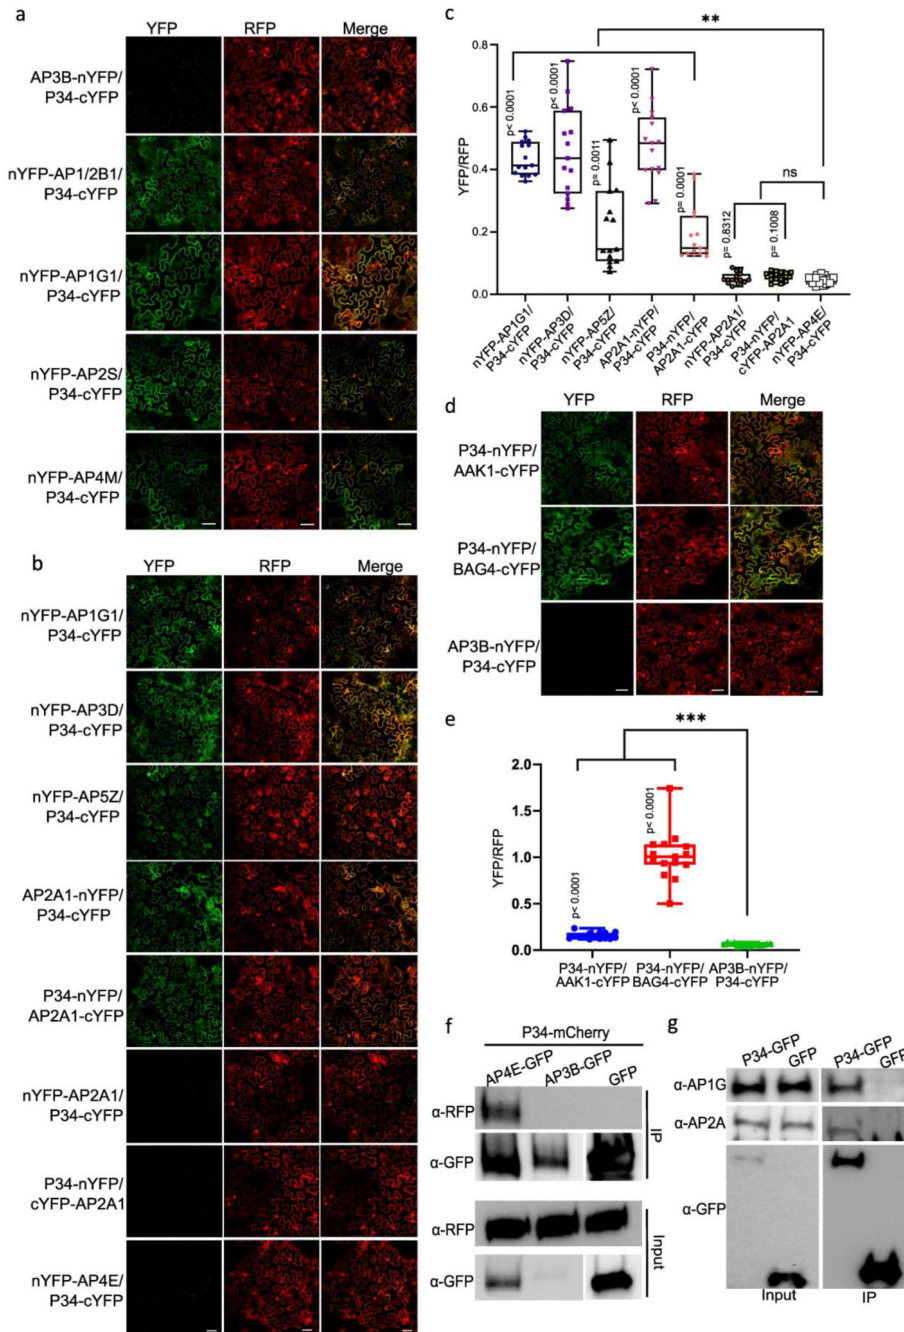 a
YFP RFP Merge
AP3B-nYFP/
P34-cYFP
nYFP-AP1/2B1/
P34-cYFP
nYFP-AP1G1/
P34-cYFP
nYFP-AP2S/
P34-cYFP
nYFP-AP4M/
P34-cYFP
b
YFP RFP Merge
nYFP-AP1G1/
P34-cYFP
nYFP-AP3D/
P34-cYFP
nYFP-AP5Z/
P34-cYFP
AP2A1-nYFP/
P34-cYFP
P34-nYFP/
AP2A1-cYFP
nYFP-AP2A1/
P34-cYFP
P34-nYFP/
cYFP-AP2A1
nYFP-AP4E/
P34-cYFP
c
**
ns
YFP/RFP
0.8
0.6
0.4
0.2
0.0
p< 0.0001
p< 0.0001
p= 0.0011
p< 0.0001
p= 0.0001
p= 0.8312
p= 0.1008
nYFP-AP1G1/
P34-cYFP
nYFP-AP3D/
P34-cYFP
nYFP-AP5Z/
P34-cYFP
AP2A1-nYFP/
P34-cYFP
P34-nYFP/
AP2A1-cYFP
nYFP-AP2A1/
P34-cYFP
P34-nYFP/
cYFP-AP2A1
nYFP-AP4E/
P34-cYFP
d
YFP RFP Merge
P34-nYFP/
AAK1-cYFP
P34-nYFP/
BAG4-cYFP
AP3B-nYFP/
P34-cYFP
e
***
YFP/RFP
2.0
1.5
1.0
0.5
0.0
p< 0.0001
p< 0.0001
P34-nYFP/
AAK1-cYFP
P34-nYFP/
BAG4-cYFP
AP3B-nYFP/
P34-cYFP
f
P34-mCherry
AP4E-GFP AP3B-GFP GFP
α-RFP
α-GFP
IP
α-RFP
α-GFP
Input
g
P34-GFP GFP P34-GFP GFP
α-AP1G
α-AP2A
α-GFP
Input IP